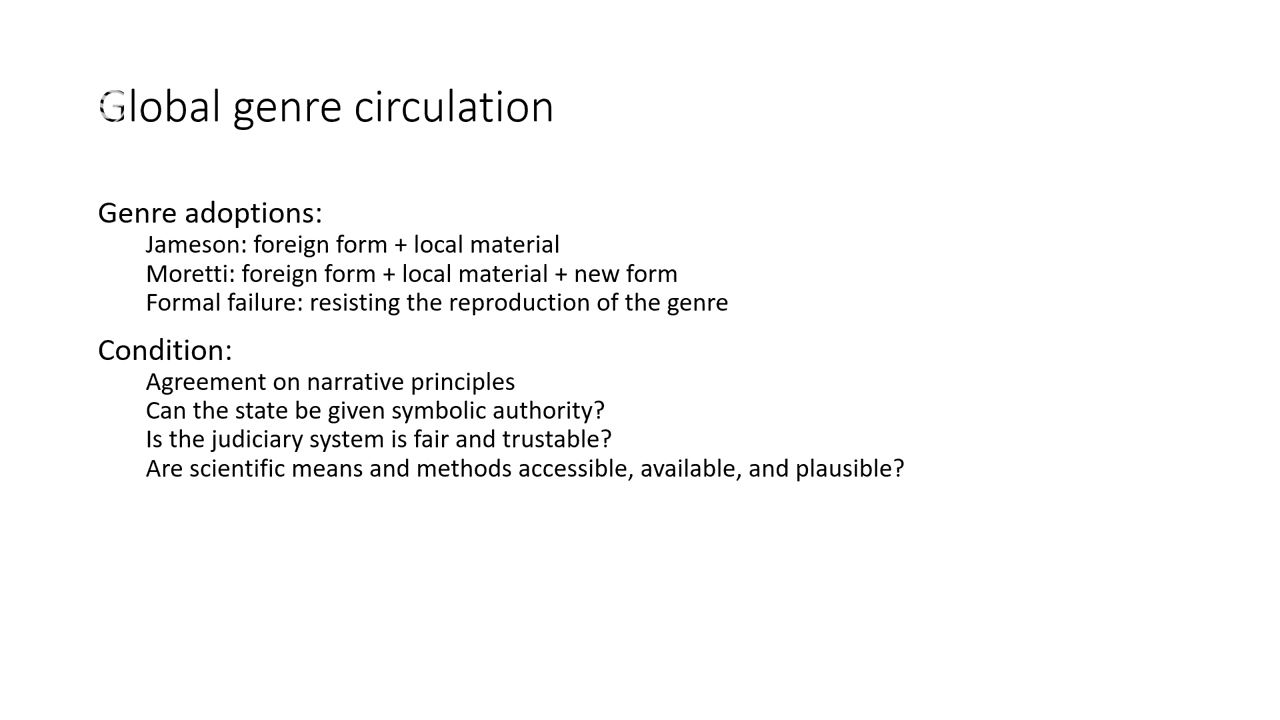 Global genre circulation
Genre adoptions:
Jameson: foreign form + local material
Moretti: foreign form + local material + new form
Formal failure: resisting the reproduction of the genre
Condition:
Agreement on narrative principles
Can the state be given symbolic authority?
Is the judiciary system is fair and trustable?
Are scientific means and methods accessible, available, and plausible?